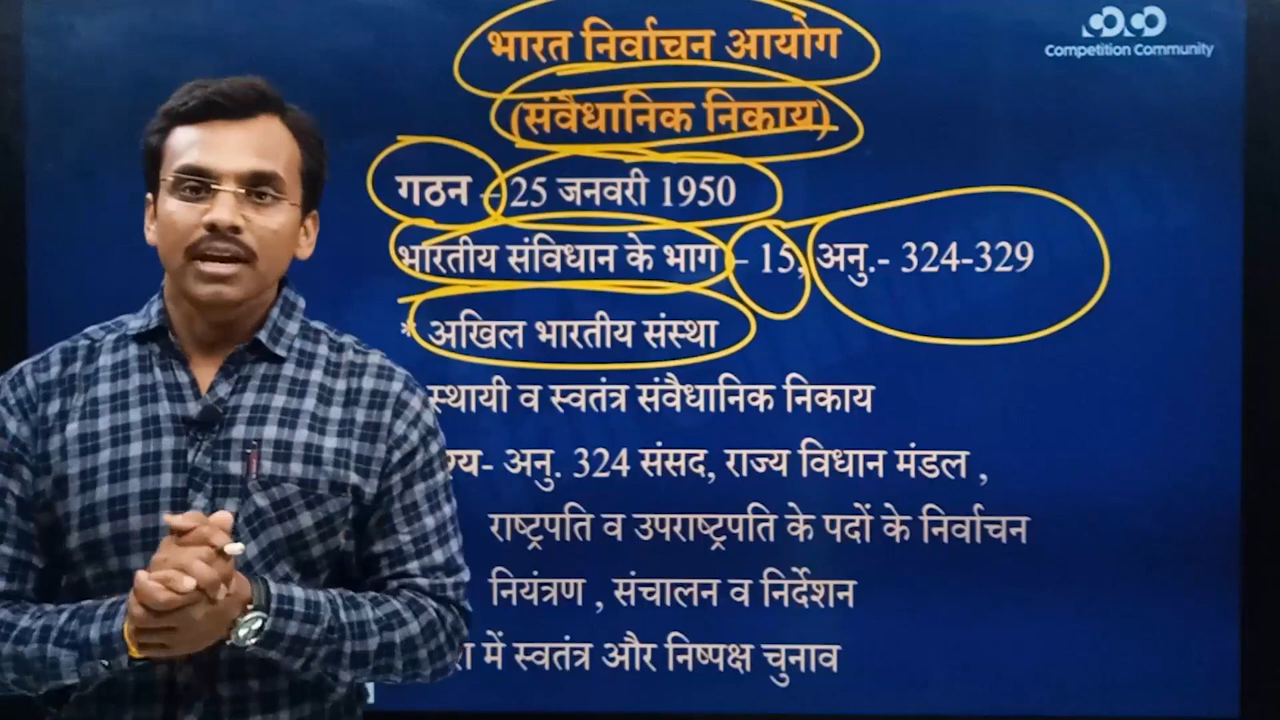 Competition Community
भारत निर्वाचन आयोग
(संवैधानिक निकाय)
गठन – 25 जनवरी 1950
भारतीय संविधान के भाग – 15, अनु.- 324-329
* अखिल भारतीय संस्था
स्थायी व स्वतंत्र संवैधानिक निकाय
अनु. 324 संसद, राज्य विधान मंडल ,
राष्ट्रपति व उपराष्ट्रपति के पदों के निर्वाचन
नियंत्रण , संचालन व निर्देशन
में स्वतंत्र और निष्पक्ष चुनाव